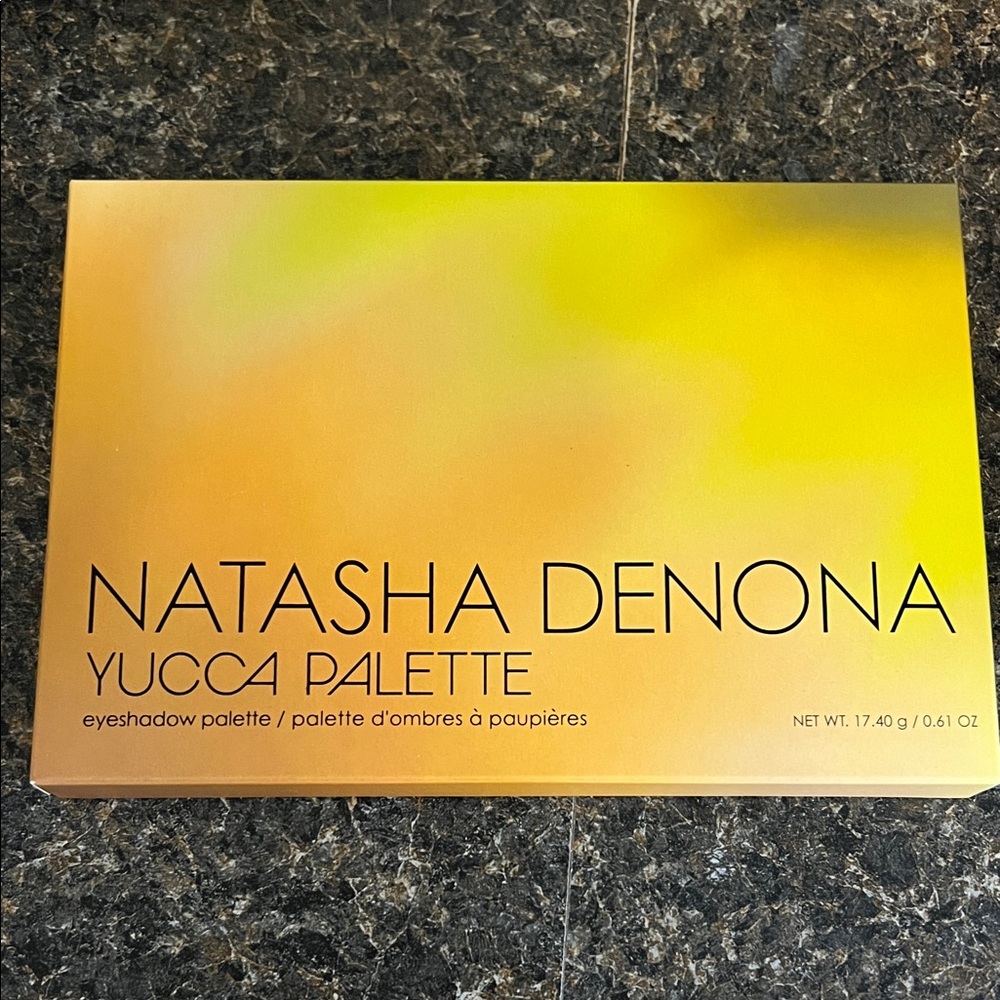 NATASHA DENONA
YUCCA PALETTE
eyeshadow palette / palette d'ombres à paupières
NET WT. 17.40 g / 0.61 OZ